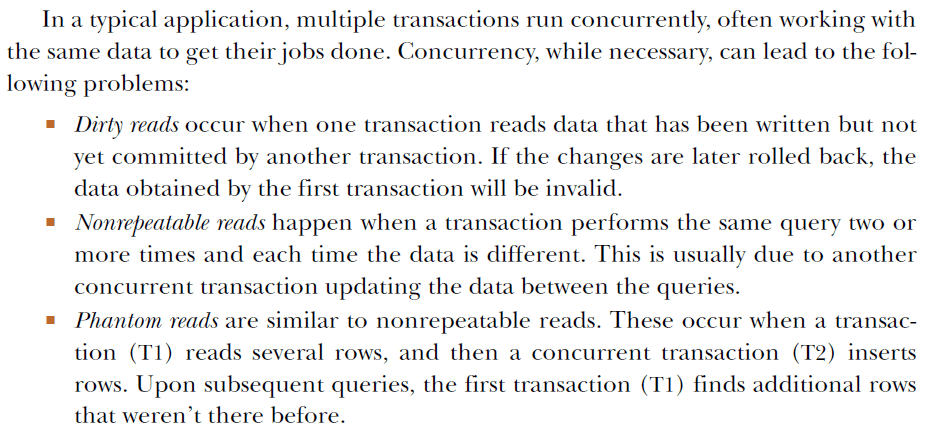 In a typical application, multiple transactions run concurrently, often working with
the same data to get their jobs done. Concurrency, while necessary, can lead to the fol-
lowing problems:
■ Dirty reads occur when one transaction reads data that has been written but not
yet committed by another transaction. If the changes are later rolled back, the
data obtained by the first transaction will be invalid.
■ Nonrepeatable reads happen when a transaction performs the same query two or
more times and each time the data is different. This is usually due to another
concurrent transaction updating the data between the queries.
■ Phantom reads are similar to nonrepeatable reads. These occur when a transac-
tion (T1) reads several rows, and then a concurrent transaction (T2) inserts
rows. Upon subsequent queries, the first transaction (T1) finds additional rows
that weren’t there before.